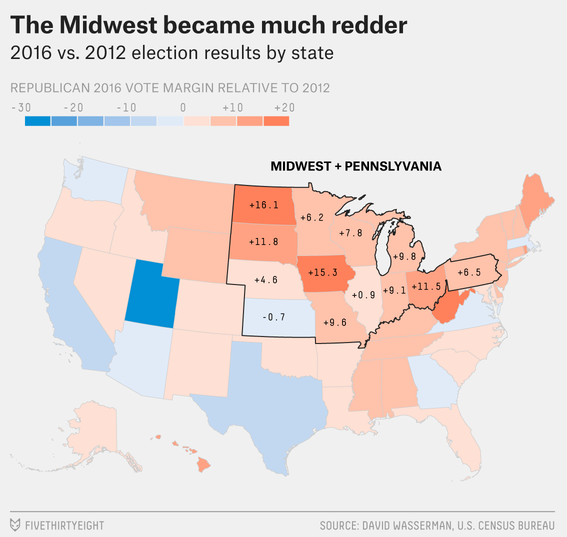 The Midwest became much redder
2016 vs. 2012 election results by state
REPUBLICAN 2016 VOTE MARGIN RELATIVE TO 2012
-30 -20 -10 0 +10 +20
MIDWEST + PENNSLYVANIA
+16.1
+6.2
+7.8
+11.8
+9.8
+15.3
+6.5
+4.6
+0.9
+9.1
+11.5
-0.7
+9.6
FIVETHIRTYEIGHT
SOURCE: DAVID WASSERMAN, U.S. CENSUS BUREAU